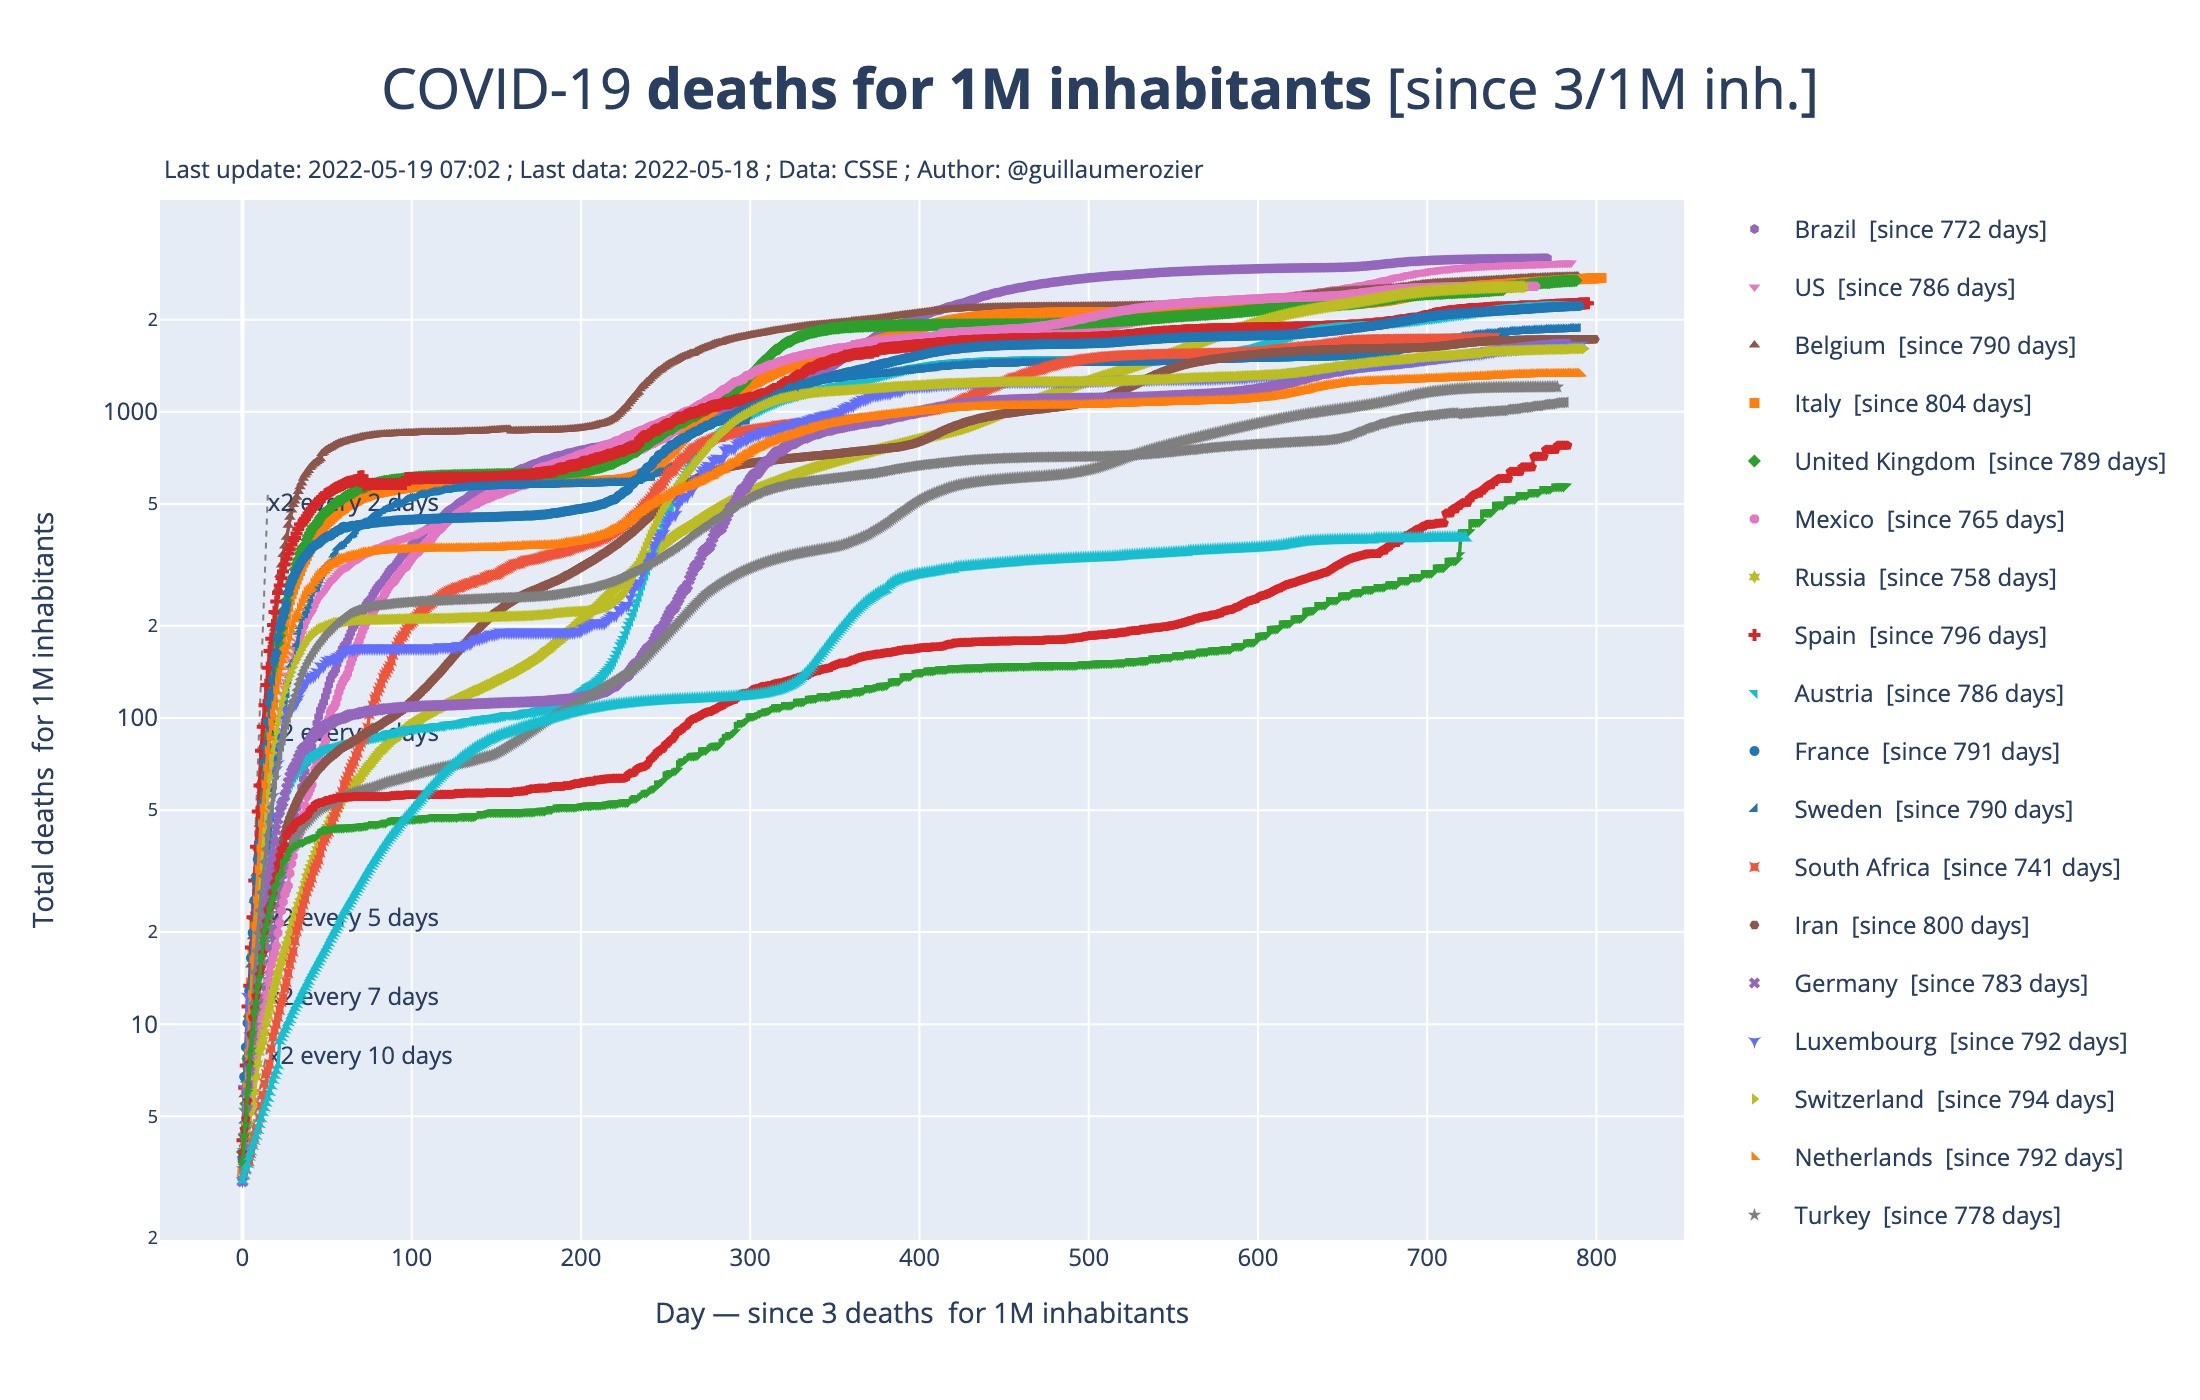 COVID-19 deaths for 1M inhabitants [since 3/1M inh.]
Last update: 2022-05-19 07:02 ; Last data: 2022-05-18 ; Data: CSSE ; Author: @guillaumerozier
Total deaths for 1M inhabitants
2
1000
5
2
100
5
2
10
5
2
x2 every 2 days
x2 every days
x2 every 5 days
x2 every 7 days
x2 every 10 days
0 100 200 300 400 500 600 700 800
Day — since 3 deaths for 1M inhabitants
Brazil [since 772 days]
US [since 786 days]
Belgium [since 790 days]
Italy [since 804 days]
United Kingdom [since 789 days]
Mexico [since 765 days]
Russia [since 758 days]
Spain [since 796 days]
Austria [since 786 days]
France [since 791 days]
Sweden [since 790 days]
South Africa [since 741 days]
Iran [since 800 days]
Germany [since 783 days]
Luxembourg [since 792 days]
Switzerland [since 794 days]
Netherlands [since 792 days]
Turkey [since 778 days]